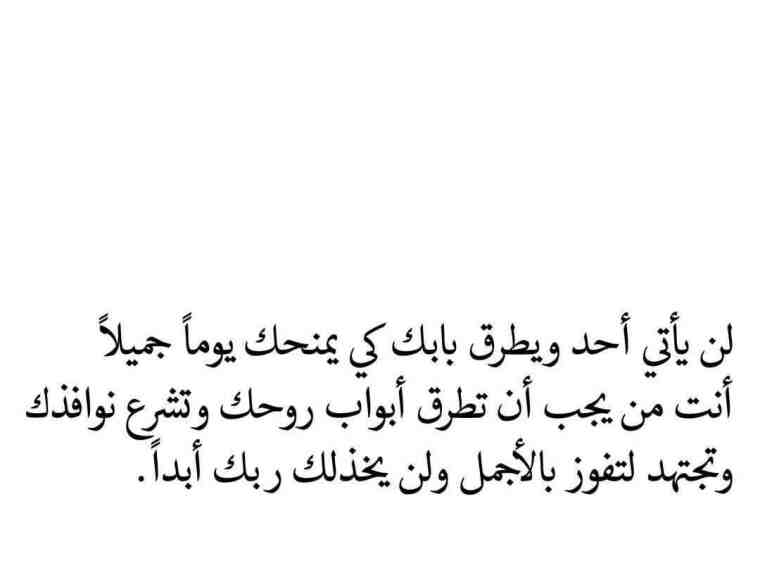 لن يأتي أحد ويطرق بابك كي يمنحك يوماً جميلاً
أنت من يجب أن تطرق أبواب روحك وتشرع نوافذك
وتجتهد لتفوز بالأجمل ولن يخذلك ربك أبداً.